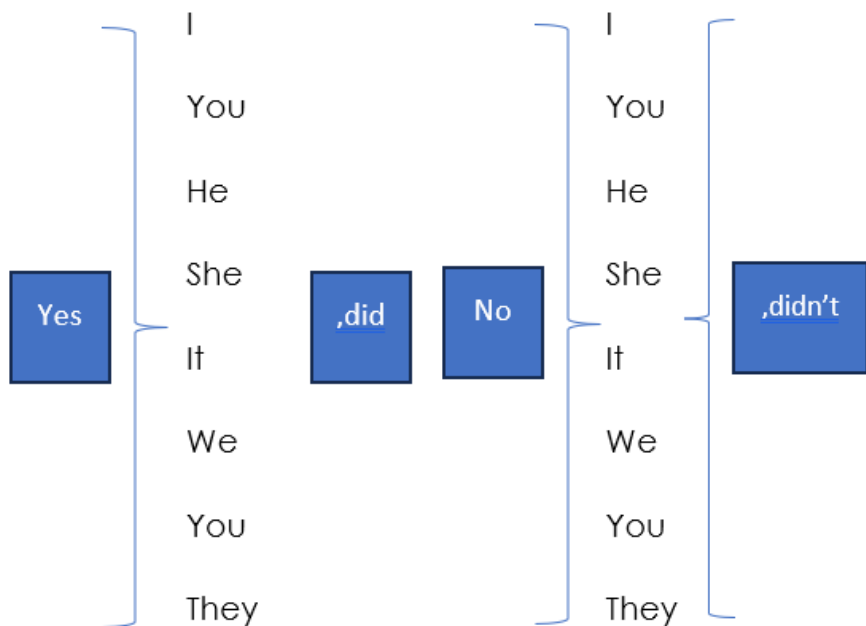 Yes
I
You
He
She
It
We
You
They
,did
No
I
You
He
She
It
We
You
They
,didn't